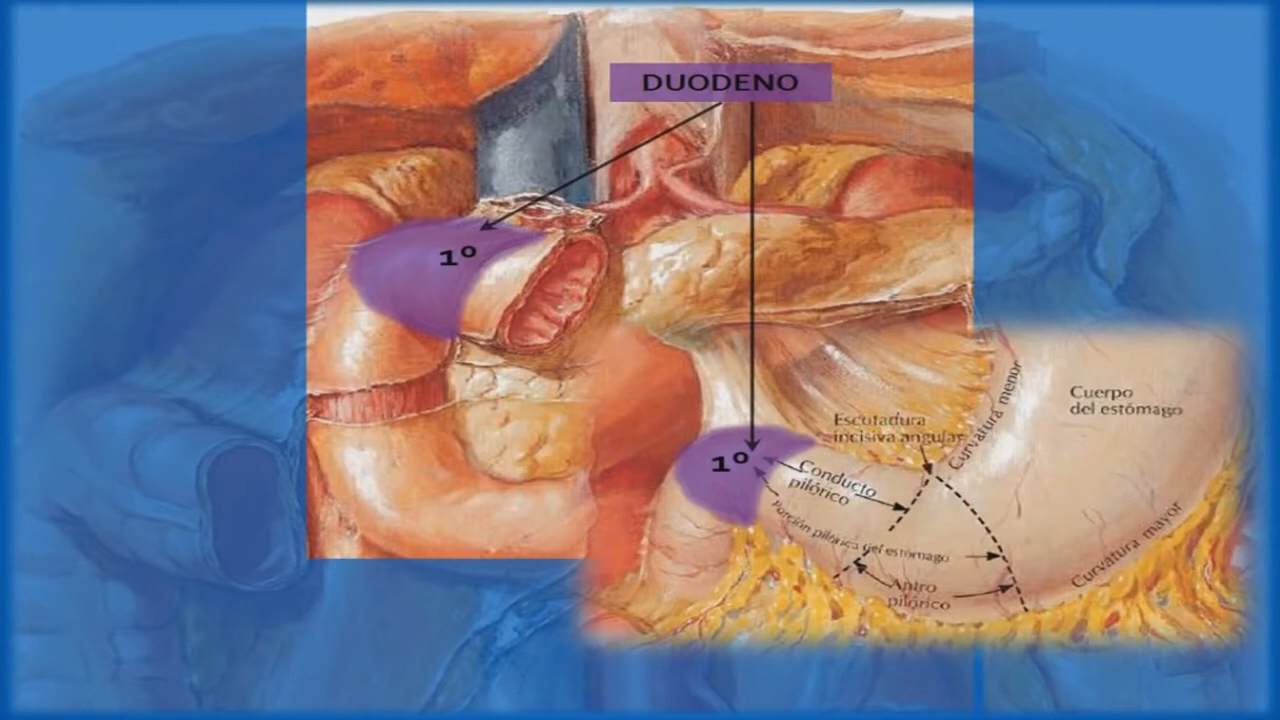 DUODENO
1º
Cuerpo
del estómago
Curvatura menor
Escotadura
incisiva angular
1º
Conducto
pilórico
Porción pilórica del estómago
Curvatura mayor
Antro
pilórico